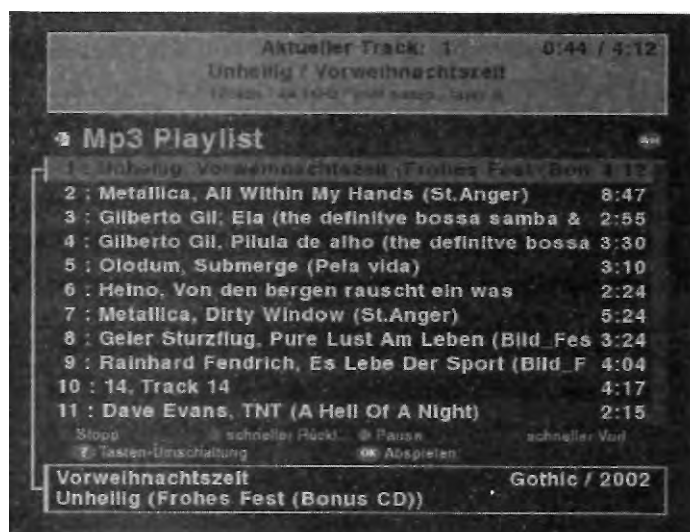 Aktueller Track: 1 0:44 / 4:12
Unheilig / Vorweihnachtszeit
Mp3 Playlist
1 : Unheilig, Vorweihnachtszeit (Frohes Fest (Bon 4:12
2 : Metallica, All Within My Hands (St.Anger) 8:47
3 : Gilberto Gil, Ela (the definitve bossa samba & 2:55
4 : Gilberto Gil, Pilula de alho (the definitve bossa 3:30
5 : Olodum, Submerge (Pela vida) 3:10
6 : Heino, Von den bergen rauscht ein was 2:24
7 : Metallica, Dirty Window (St.Anger) 5:24
8 : Geier Sturzflug, Pure Lust Am Leben (Bild_Fes 3:24
9 : Rainhard Fendrich, Es Lebe Der Sport (Bild_F 4:04
10 : 14, Track 14 4:17
11 : Dave Evans, TNT (A Hell Of A Night) 2:15
Stopp schneller Rückl. Pause schneller Vorl
? Tasten-Umschaltung OK Abspielen
Vorweihnachtszeit Gothic / 2002
Unheilig (Frohes Fest (Bonus CD))